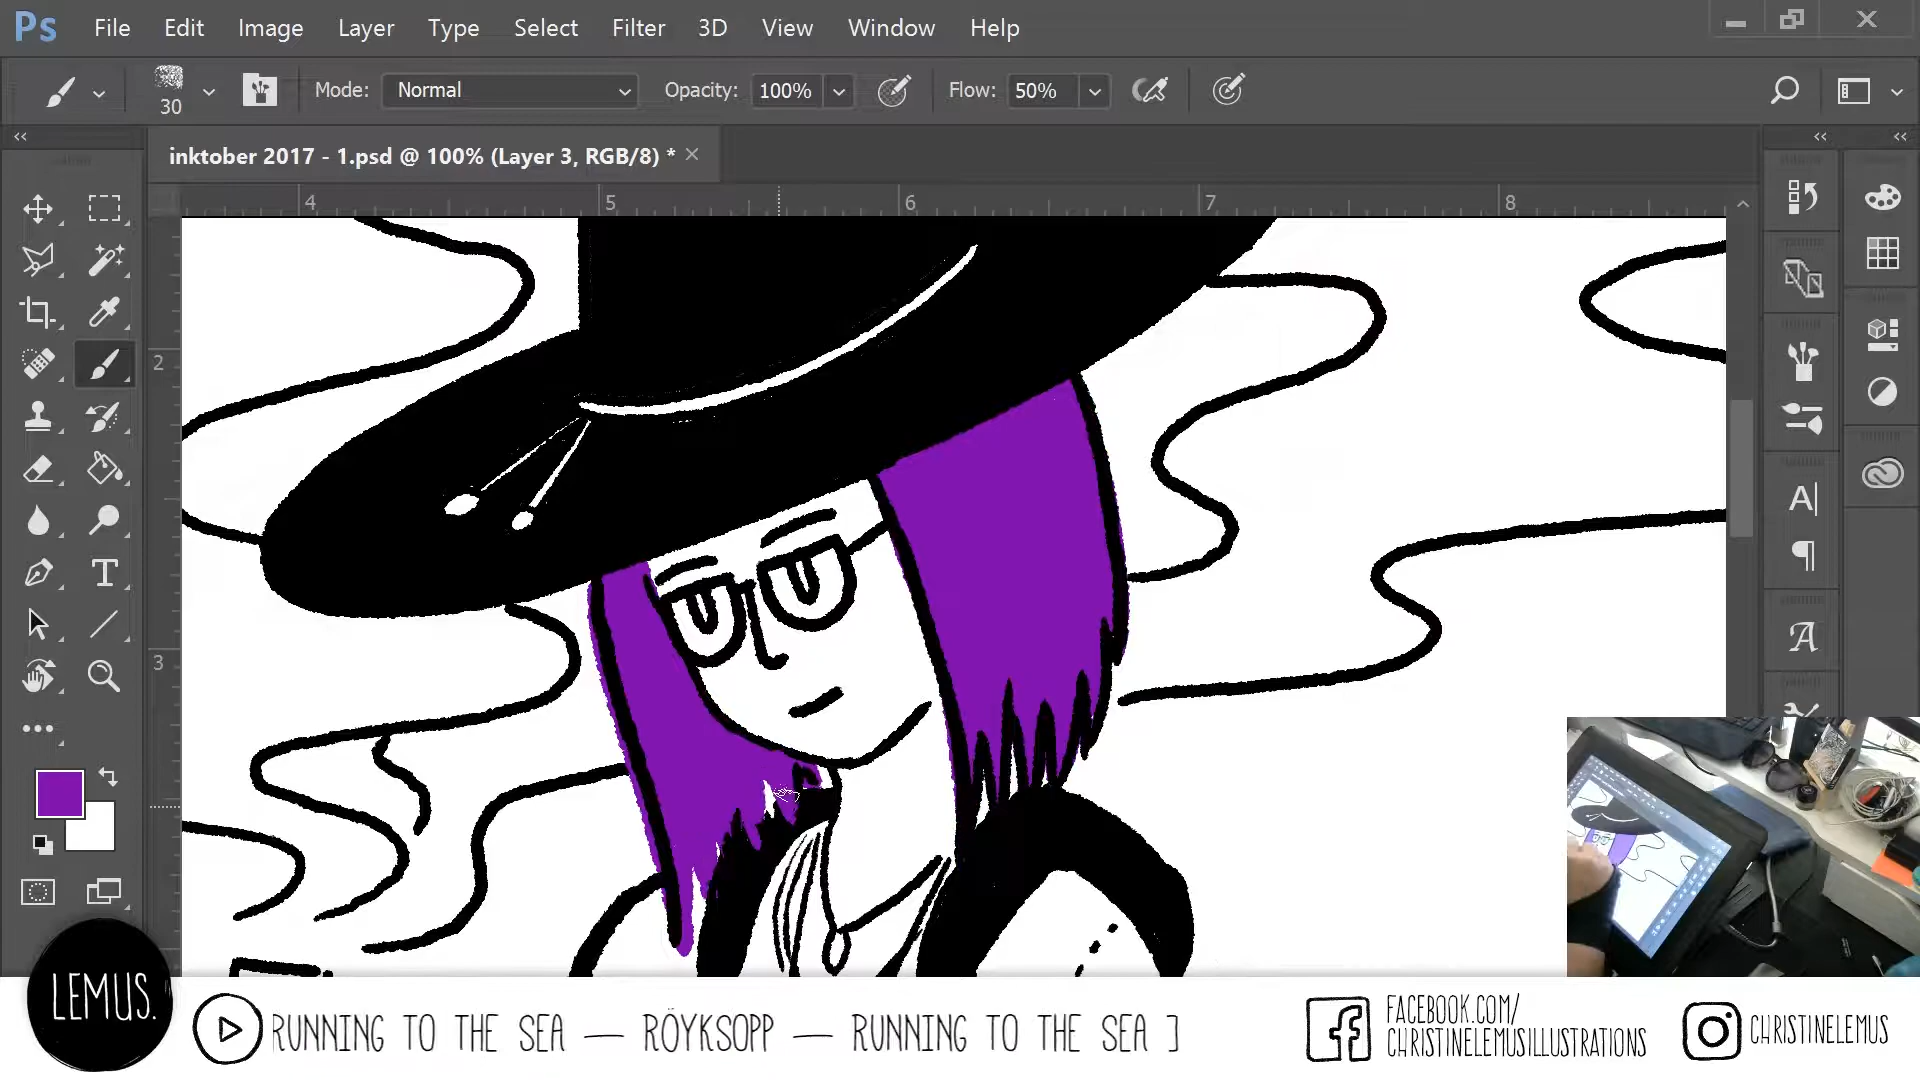 Ps File Edit Image Layer Type Select Filter 3D View Window Help
30 Mode: Normal Opacity: 100% Flow: 50%
inktober 2017 - 1.psd @ 100% (Layer 3, RGB/8) *
4 5 6 7 8
2
3
LEMUS.
RUNNING TO THE SEA — RÖYKSOPP — RUNNING TO THE SEA ]
FACEBOOK.COM/
CHRISTINELEMUSILLUSTRATIONS
CHRISTINELEMUS